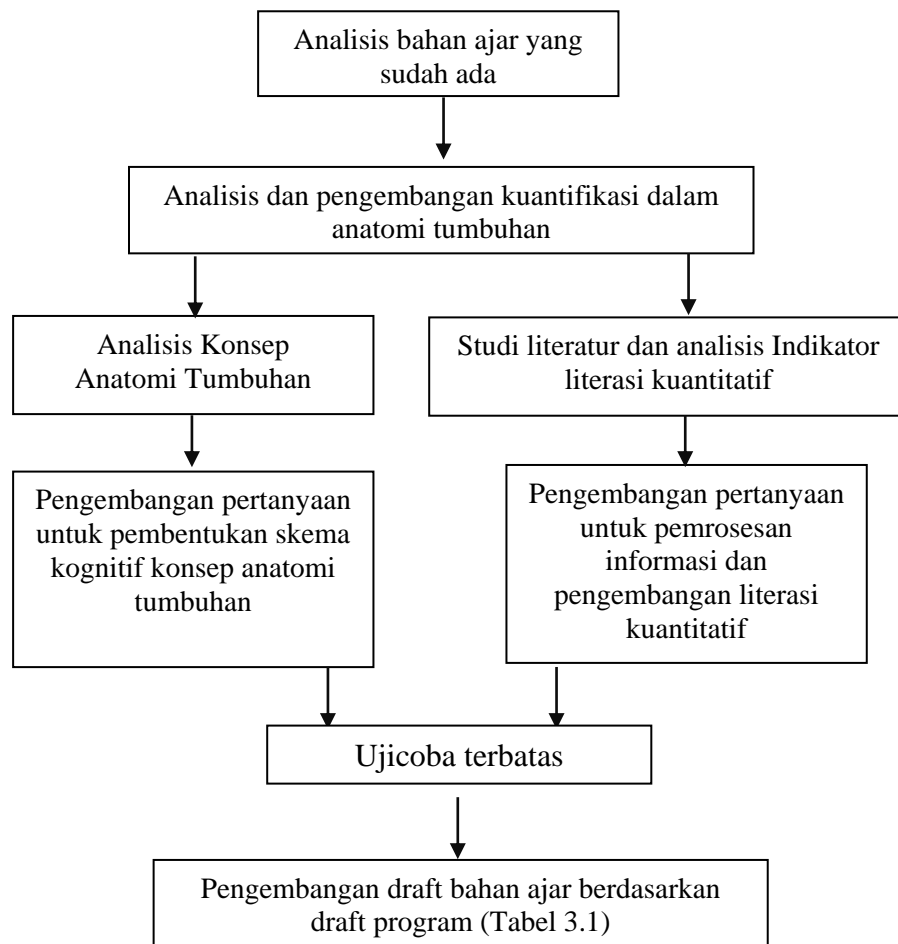 Analisis bahan ajar yang
sudah ada
Analisis dan pengembangan kuantifikasi dalam
anatomi tumbuhan
Analisis Konsep
Anatomi Tumbuhan
Studi literatur dan analisis Indikator
literasi kuantitatif
Pengembangan pertanyaan
untuk pembentukan skema
kognitif konsep anatomi
tumbuhan
Pengembangan pertanyaan
untuk pemrosesan
informasi dan
pengembangan literasi
kuantitatif
Ujicoba terbatas
Pengembangan draft bahan ajar berdasarkan
draft program (Tabel 3.1)